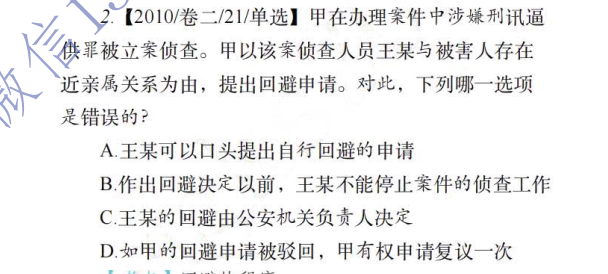 2.【2010/卷二/21/单选】甲在办理案件中涉嫌刑讯逼
供罪被立案侦查。甲以该案侦查人员王某与被害人存在
近亲属关系为由，提出回避申请。对此，下列哪一选项
是错误的?
A.王某可以口头提出自行回避的申请
B.作出回避决定以前，王某不能停止案件的侦查工作
C.王某的回避由公安机关负责人决定
D.如甲的回避申请被驳回，甲有权申请复议一次
微信